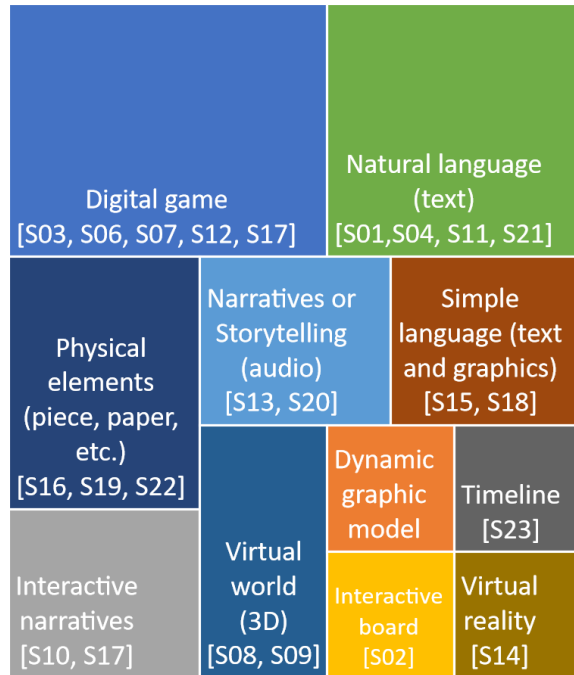 Digital game
[S03, S06, S07, S12, S17]
Natural language
(text)
[S01,S04, S11, S21]
Physical
elements
(piece, paper,
etc.)
[S16, S19, S22]
Narratives or
Storytelling
(audio)
[S13, S20]
Simple
language (text
and graphics)
[S15, S18]
Interactive
narratives
[S10, S17]
Virtual
world
(3D)
[S08, S09]
Dynamic
graphic
model
Timeline
[S23]
Interactive
board
[S02]
Virtual
reality
[S14]